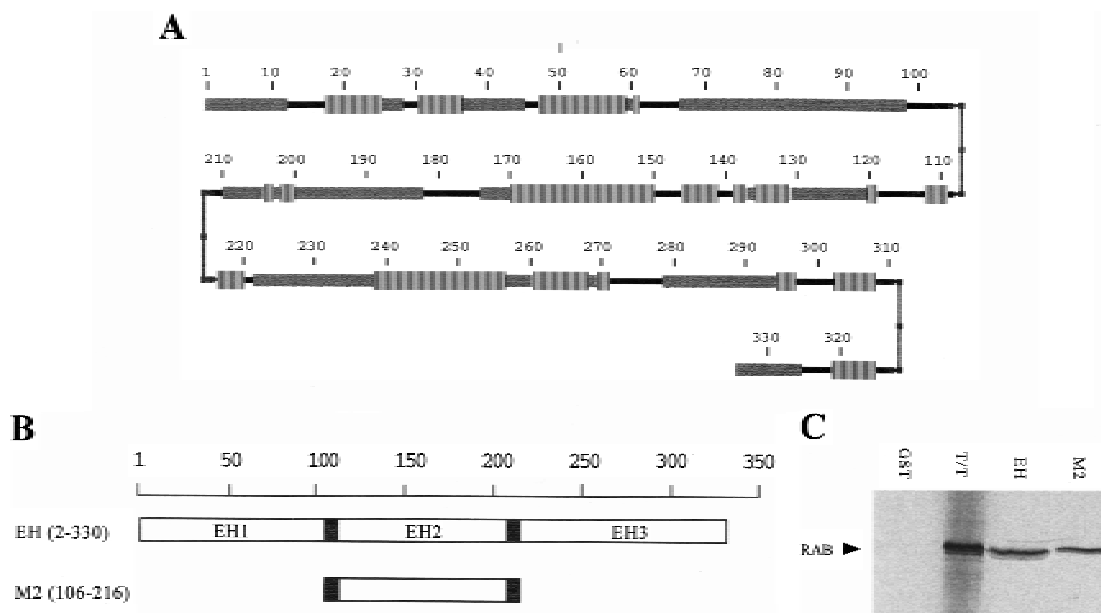 A
1 10 20 30 40 50 60 70 80 90 100
210 200 190 180 170 160 150 140 130 120 110
220 230 240 250 260 270 280 290 300 310
330 320
B
1 50 100 150 200 250 300 350
EH (2-330) EH1 EH2 EH3
M2 (106-216)
C
GST T/T EH M2
RAB